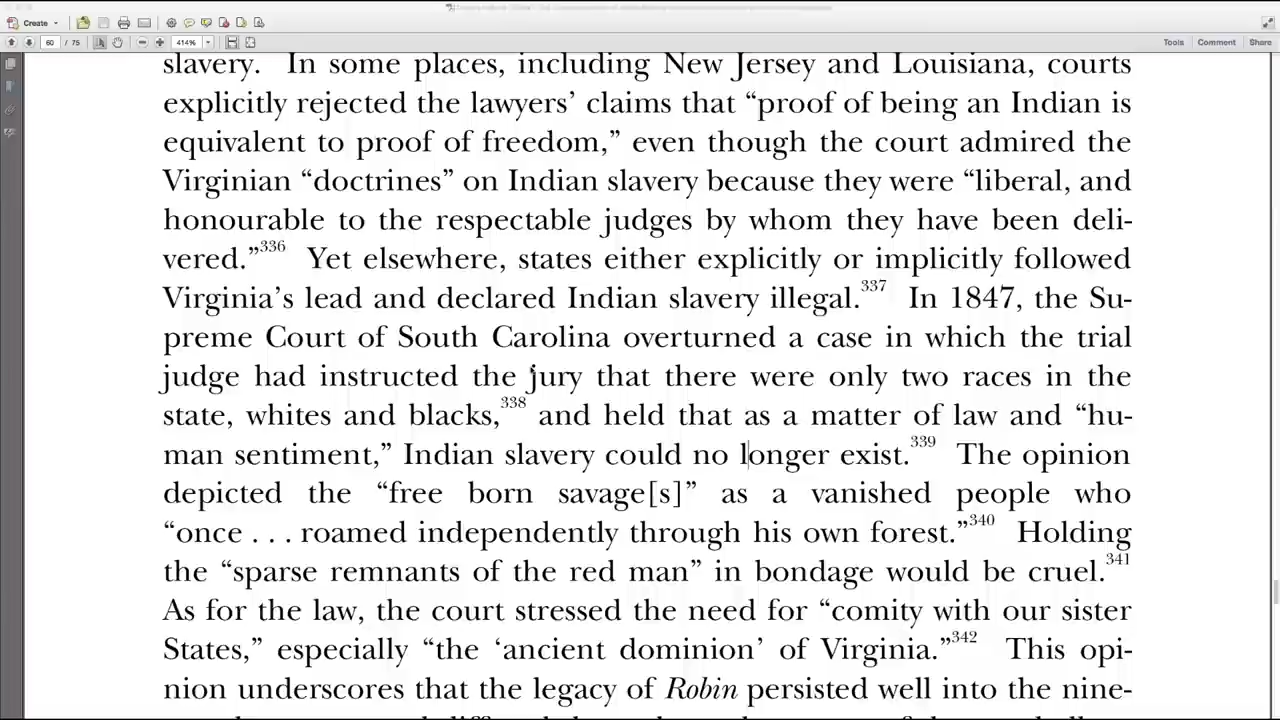 Create
60 / 75
414%
Tools Comment Share
slavery. In some places, including New Jersey and Louisiana, courts
explicitly rejected the lawyers’ claims that “proof of being an Indian is
equivalent to proof of freedom,” even though the court admired the
Virginian “doctrines” on Indian slavery because they were “liberal, and
honourable to the respectable judges by whom they have been deli-
vered.”336 Yet elsewhere, states either explicitly or implicitly followed
Virginia’s lead and declared Indian slavery illegal.337 In 1847, the Su-
preme Court of South Carolina overturned a case in which the trial
judge had instructed the jury that there were only two races in the
state, whites and blacks,338 and held that as a matter of law and “hu-
man sentiment,” Indian slavery could no longer exist.339 The opinion
depicted the “free born savage[s]” as a vanished people who
“once . . . roamed independently through his own forest.”340 Holding
the “sparse remnants of the red man” in bondage would be cruel.341
As for the law, the court stressed the need for “comity with our sister
States,” especially “the ‘ancient dominion’ of Virginia.”342 This opi-
nion underscores that the legacy of Robin persisted well into the nine-